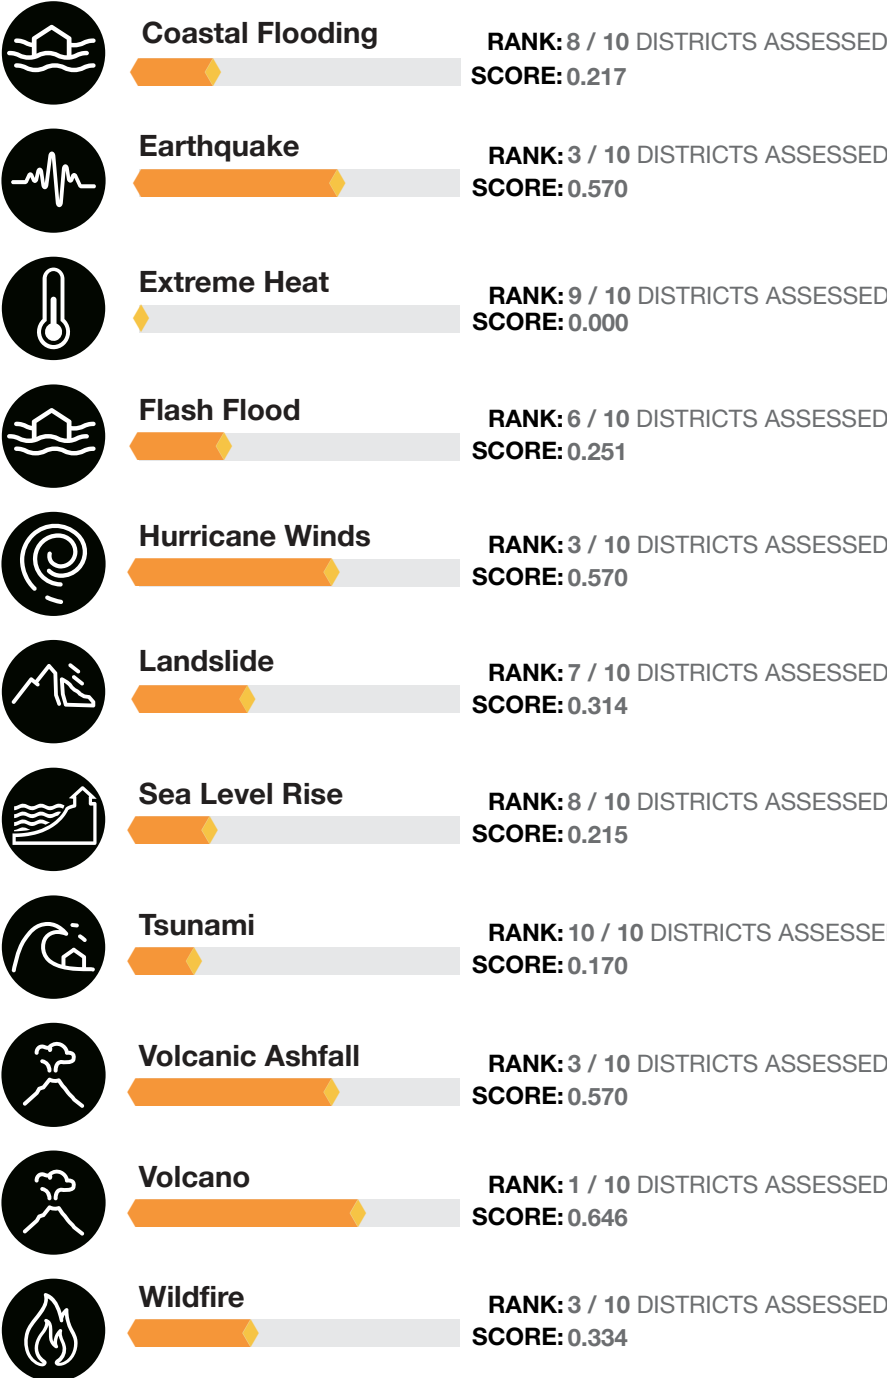 Coastal Flooding
RANK: 8 / 10 DISTRICTS ASSESSED
SCORE: 0.217
Earthquake
RANK: 3 / 10 DISTRICTS ASSESSED
SCORE: 0.570
Extreme Heat
RANK: 9 / 10 DISTRICTS ASSESSED
SCORE: 0.000
Flash Flood
RANK: 6 / 10 DISTRICTS ASSESSED
SCORE: 0.251
Hurricane Winds
RANK: 3 / 10 DISTRICTS ASSESSED
SCORE: 0.570
Landslide
RANK: 7 / 10 DISTRICTS ASSESSED
SCORE: 0.314
Sea Level Rise
RANK: 8 / 10 DISTRICTS ASSESSED
SCORE: 0.215
Tsunami
RANK: 10 / 10 DISTRICTS ASSESSE
SCORE: 0.170
Volcanic Ashfall
RANK: 3 / 10 DISTRICTS ASSESSED
SCORE: 0.570
Volcano
RANK: 1 / 10 DISTRICTS ASSESSED
SCORE: 0.646
Wildfire
RANK: 3 / 10 DISTRICTS ASSESSED
SCORE: 0.334